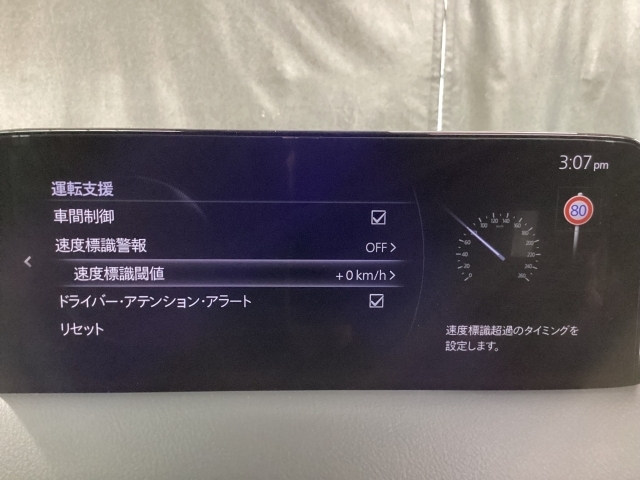 3:07pm
運転支援
車間制御
速度標識警報 OFF>
速度標識閾値 +0 km/h>
ドライバー・アテンション・アラート
リセット
80
速度標識超過のタイミングを
設定します。